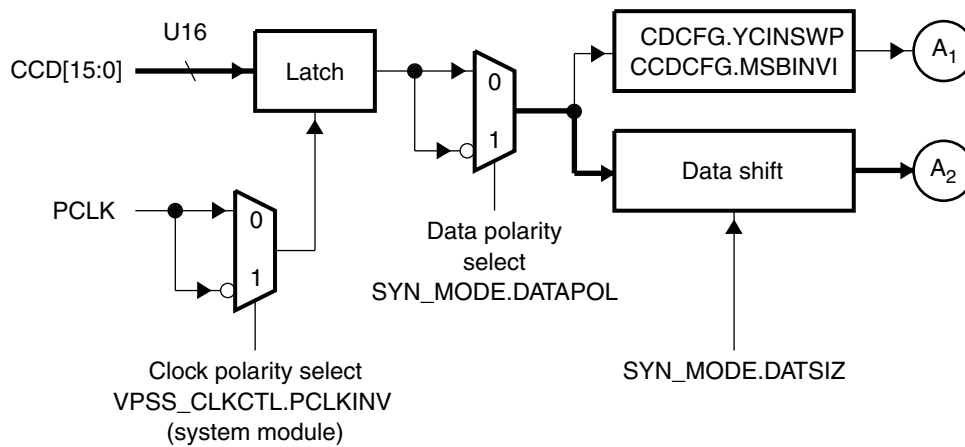 U16
CCD[15:0]
Latch
0
1
CDCFG.YCINSWP
CCDCFG.MSBINVI
A1
Data shift
A2
PCLK
0
1
Data polarity
select
SYN_MODE.DATAPOL
Clock polarity select
VPSS_CLKCTL.PCLKINV
(system module)
SYN_MODE.DATSIZ